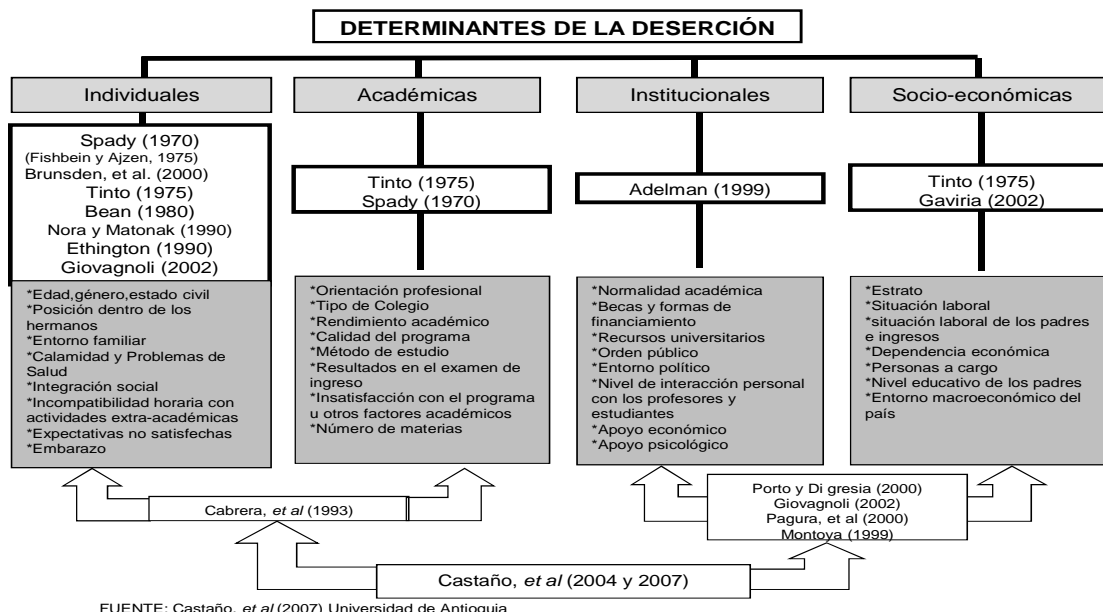 DETERMINANTES DE LA DESERCIÓN
Individuales
Académicas
Institucionales
Socio-económicas
Spady (1970)
(Fishbein y Ajzen, 1975)
Brunsden, et al. (2000)
Tinto (1975)
Bean (1980)
Nora y Matonak (1990)
Ethington (1990)
Giovagnoli (2002)
Tinto (1975)
Spady (1970)
Adelman (1999)
Tinto (1975)
Gaviria (2002)
*Edad,género,estado civil
*Posición dentro de los
hermanos
*Entorno familiar
*Calamidad y Problemas de
Salud
*Integración social
*Incompatibilidad horaria con
actividades extra-académicas
*Expectativas no satisfechas
*Embarazo
*Orientación profesional
*Tipo de Colegio
*Rendimiento académico
*Calidad del programa
*Método de estudio
*Resultados en el examen de
ingreso
*Insatisfacción con el programa
u otros factores académicos
*Número de materias
*Normalidad académica
*Becas y formas de
financiamiento
*Recursos universitarios
*Orden público
*Entorno político
*Nivel de interacción personal
con los profesores y
estudiantes
*Apoyo económico
*Apoyo psicológico
*Estrato
*Situación laboral
*situación laboral de los padres
e ingresos
*Dependencia económica
*Personas a cargo
*Nivel educativo de los padres
*Entorno macroeconómico del
país
Cabrera, et al (1993)
Porto y Di gresia (2000)
Giovagnoli (2002)
Pagura, et al (2000)
Montoya (1999)
Castaño, et al (2004 y 2007)
FUENTE: Castaño, et al (2007) Universidad de Antioquia